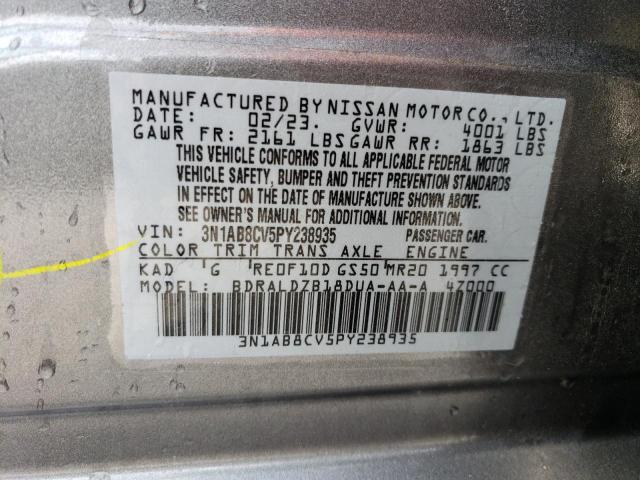 MANUFACTURED BY NISSAN MOTOR CO., LTD.
DATE: 02/23. GVWR: 4001 LBS
GAWR FR: 2161 LBS GAWR RR: 1863 LBS
THIS VEHICLE CONFORMS TO ALL APPLICABLE FEDERAL MOTOR
VEHICLE SAFETY, BUMPER AND THEFT PREVENTION STANDARDS
IN EFFECT ON THE DATE OF MANUFACTURE SHOWN ABOVE.
SEE OWNER'S MANUAL FOR ADDITIONAL INFORMATION.
VIN: 3N1AB8CV5PY238935 PASSENGER CAR.
COLOR TRIM TRANS AXLE ENGINE
KAD G RE0F10D GS50 MR20 1997 CC
MODEL: BDRALDZB18DUA-AA-A 4Z000
3N1AB8CV5PY238935